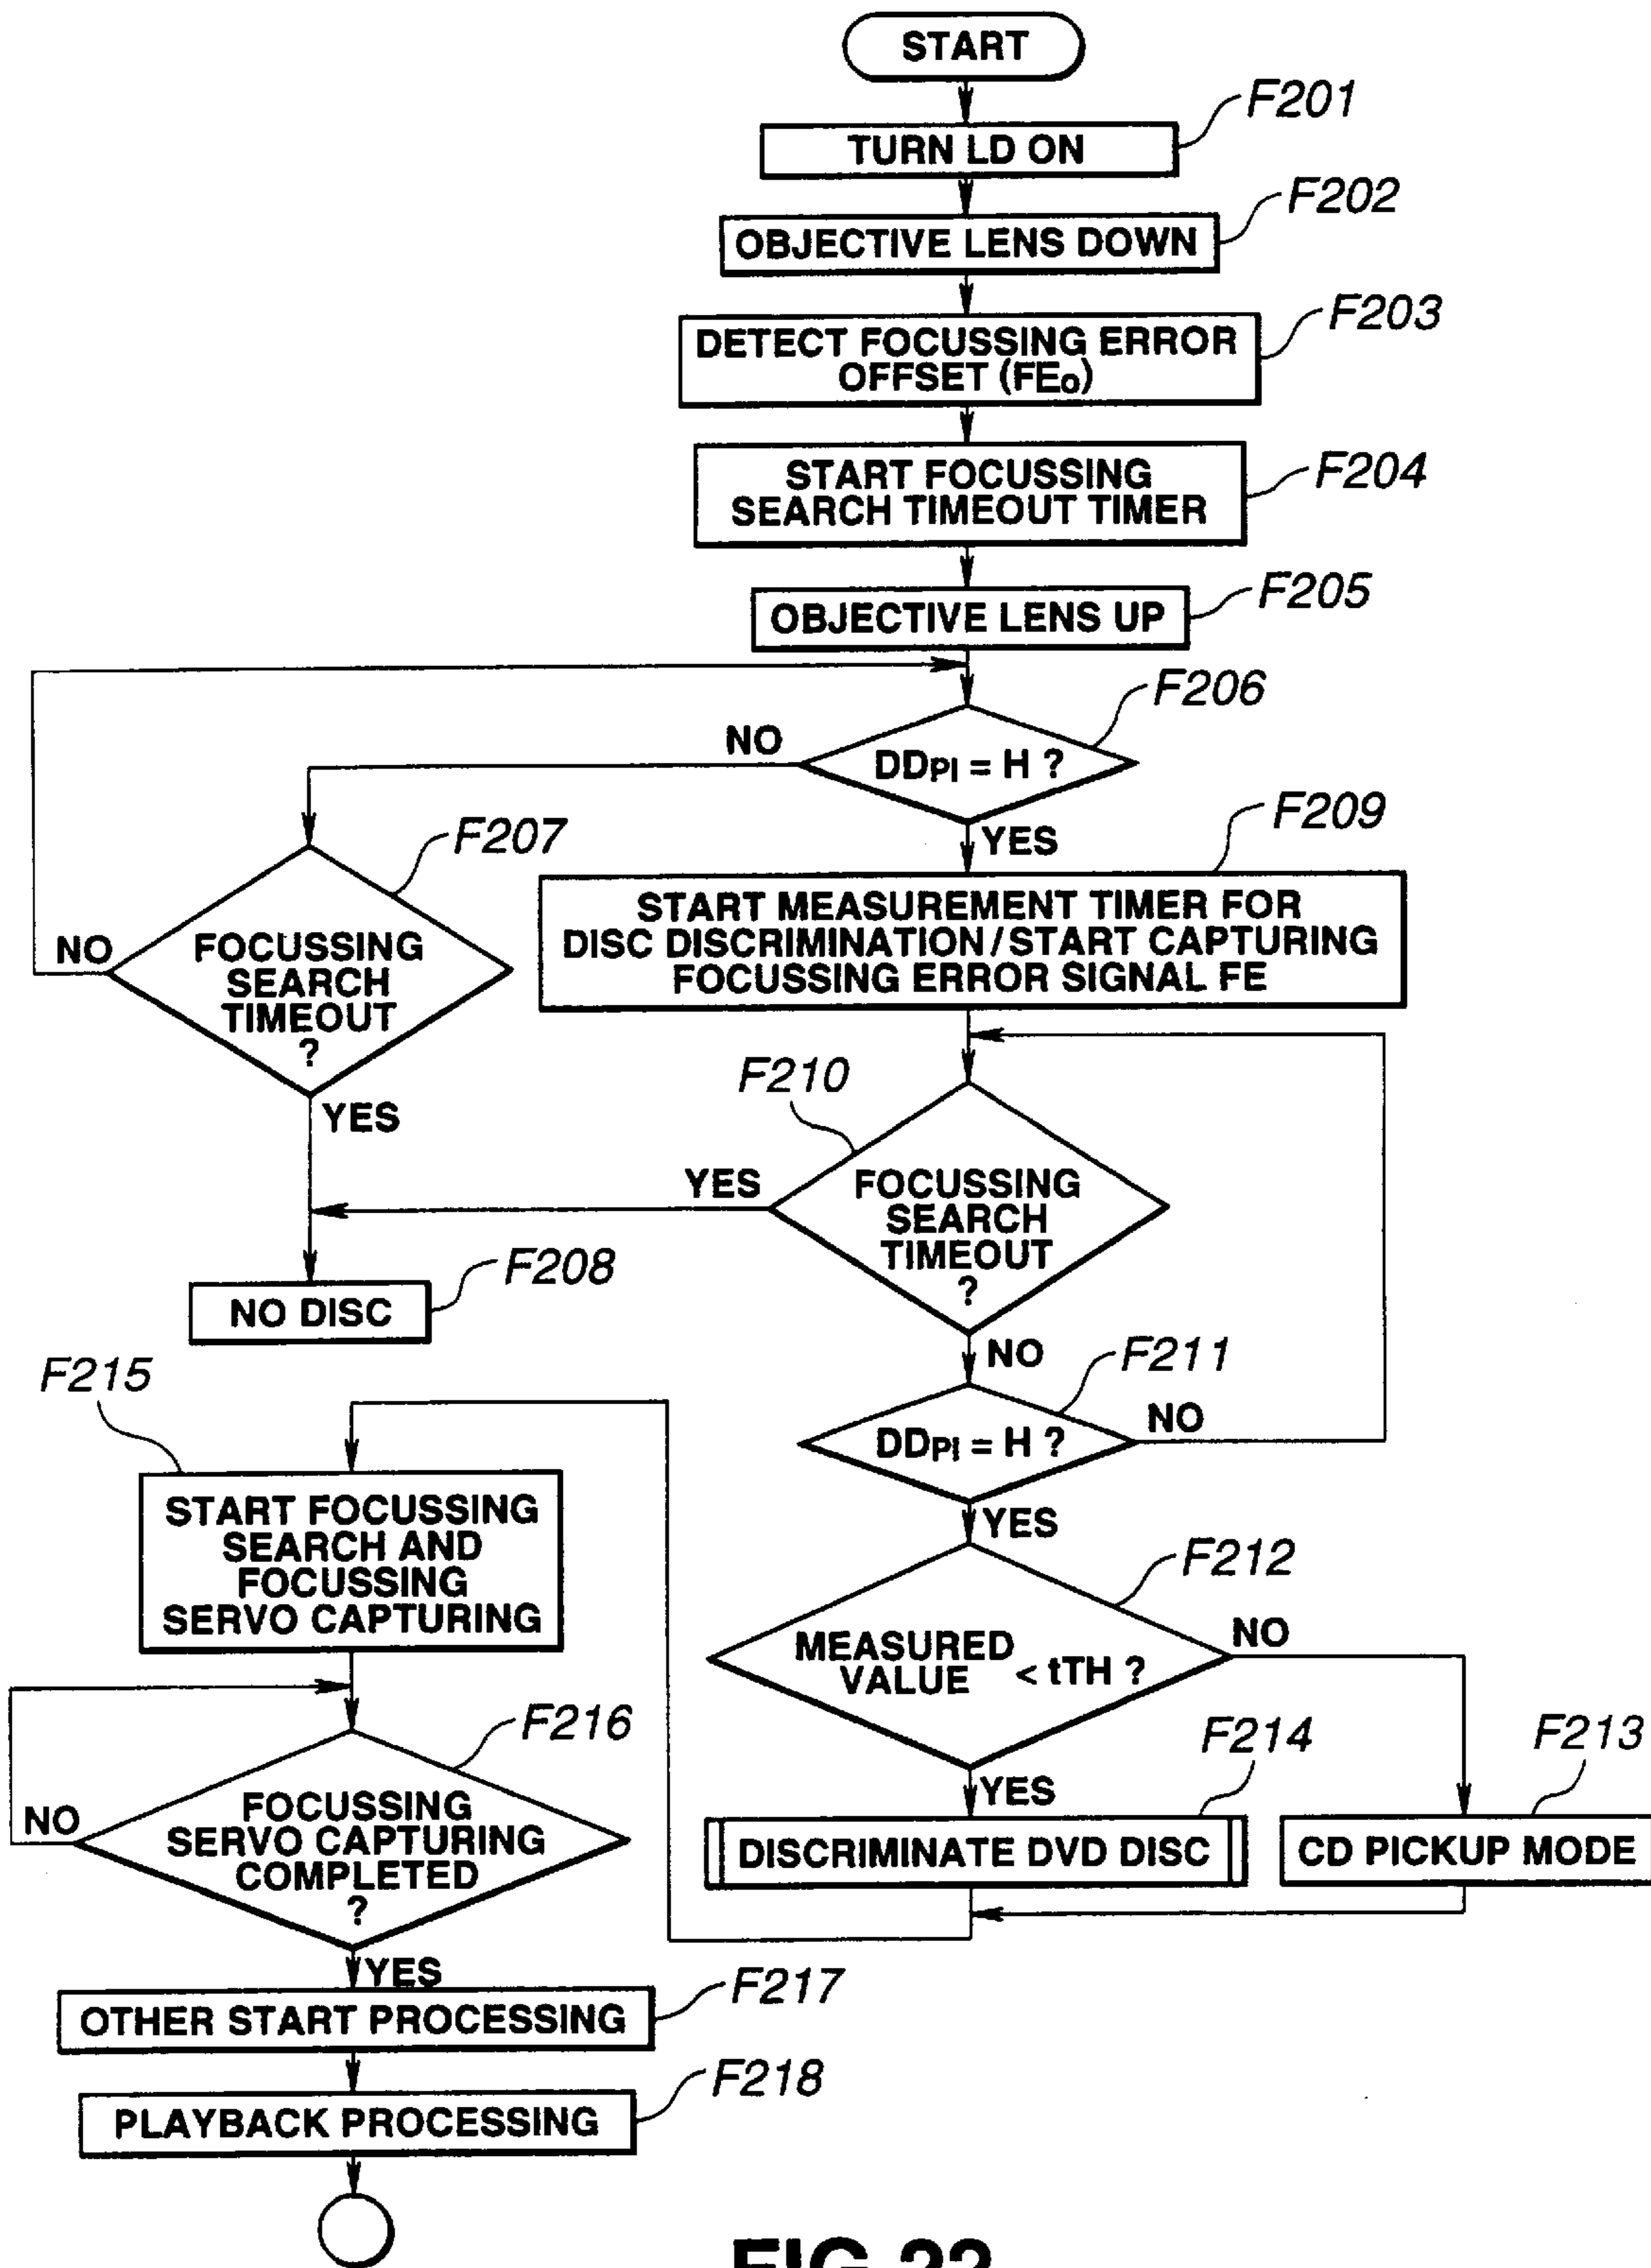 START
F201
TURN LD ON
F202
OBJECTIVE LENS DOWN
F203
DETECT FOCUSSING ERROR
OFFSET (FEo)
F204
START FOCUSSING
SEARCH TIMEOUT TIMER
F205
OBJECTIVE LENS UP
F206
NO
DDPI = H ?
YES
F207
NO
FOCUSSING
SEARCH
TIMEOUT
?
YES
F209
START MEASUREMENT TIMER FOR
DISC DISCRIMINATION/START CAPTURING
FOCUSSING ERROR SIGNAL FE
F210
YES
FOCUSSING
SEARCH
TIMEOUT
?
NO
F208
NO DISC
F211
DDPI = H ?
NO
YES
F212
MEASURED
VALUE < tTH ?
NO
YES
F213
CD PICKUP MODE
F214
DISCRIMINATE DVD DISC
F215
START FOCUSSING
SEARCH AND
FOCUSSING
SERVO CAPTURING
F216
NO
FOCUSSING
SERVO CAPTURING
COMPLETED
?
YES
F217
OTHER START PROCESSING
F218
PLAYBACK PROCESSING
FIG.22